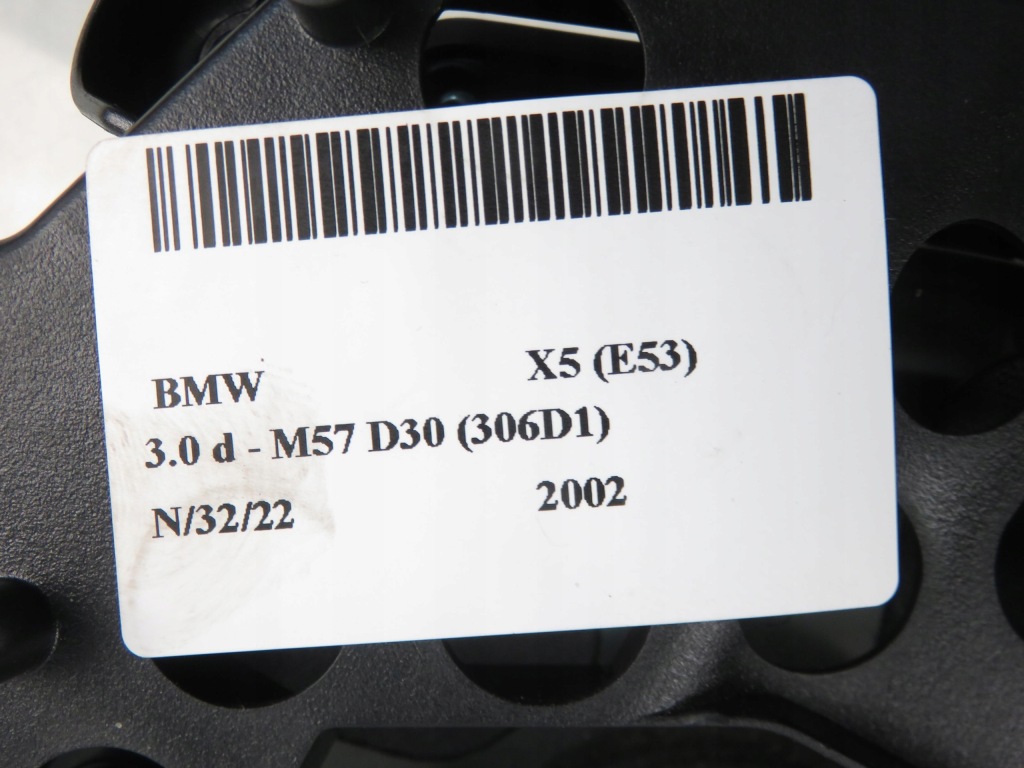 BMW X5 (E53)
3.0 d - M57 D30 (306D1)
N/32/22 2002